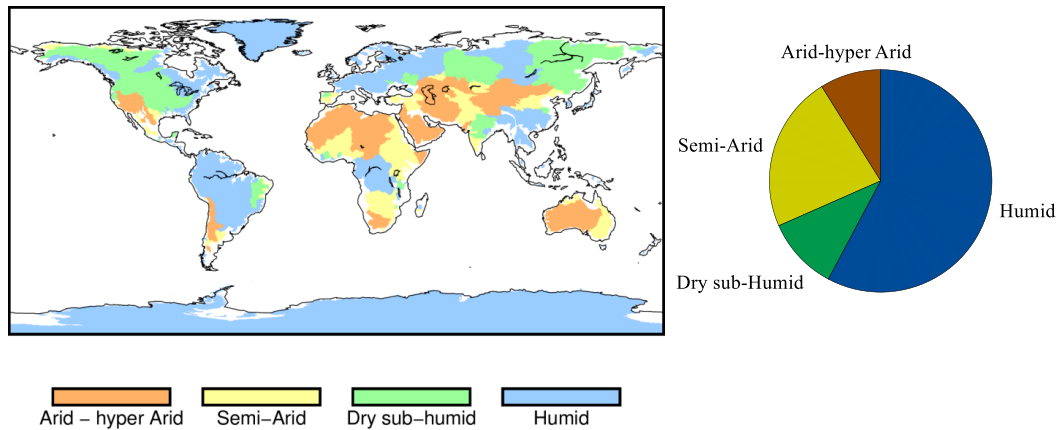 Arid-hyper Arid
Semi-Arid
Humid
Dry sub-Humid
Arid – hyper Arid
Semi–Arid
Dry sub–humid
Humid